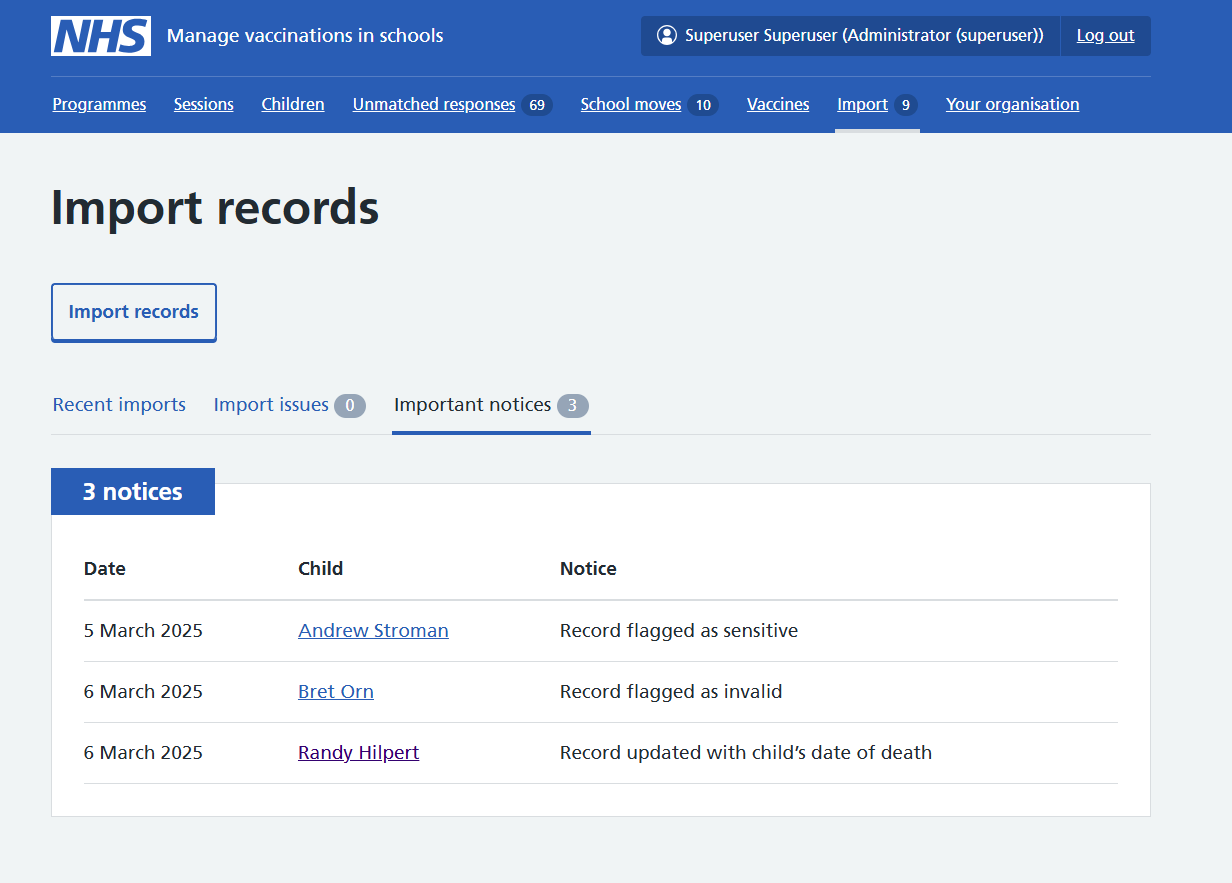 NHS Manage vaccinations in schools Superuser Superuser (Administrator (superuser)) Log out
Programmes Sessions Children Unmatched responses 69 School moves 10 Vaccines Import 9 Your organisation
Import records
Import records
Recent imports Import issues 0 Important notices 3
3 notices
Date Child Notice
5 March 2025 Andrew Stroman Record flagged as sensitive
6 March 2025 Bret Orn Record flagged as invalid
6 March 2025 Randy Hilpert Record updated with child’s date of death